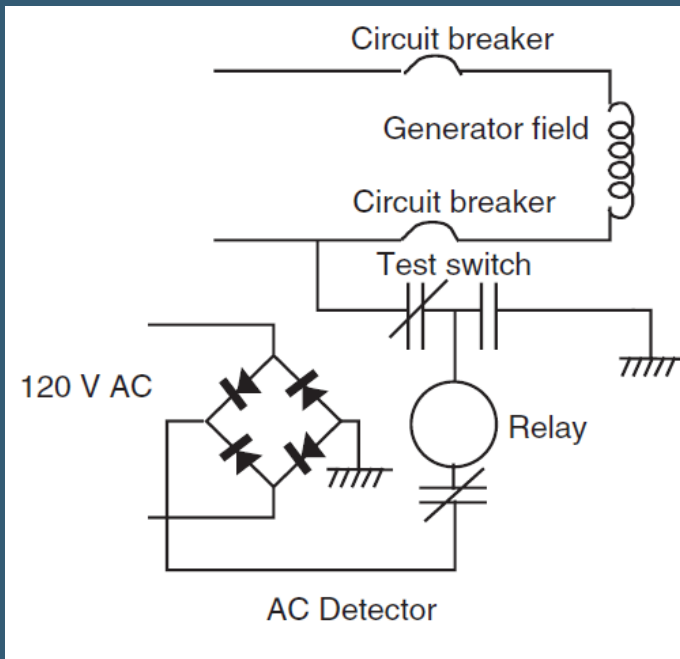 Circuit breaker
Generator field
Circuit breaker
Test switch
120 V AC
Relay
AC Detector